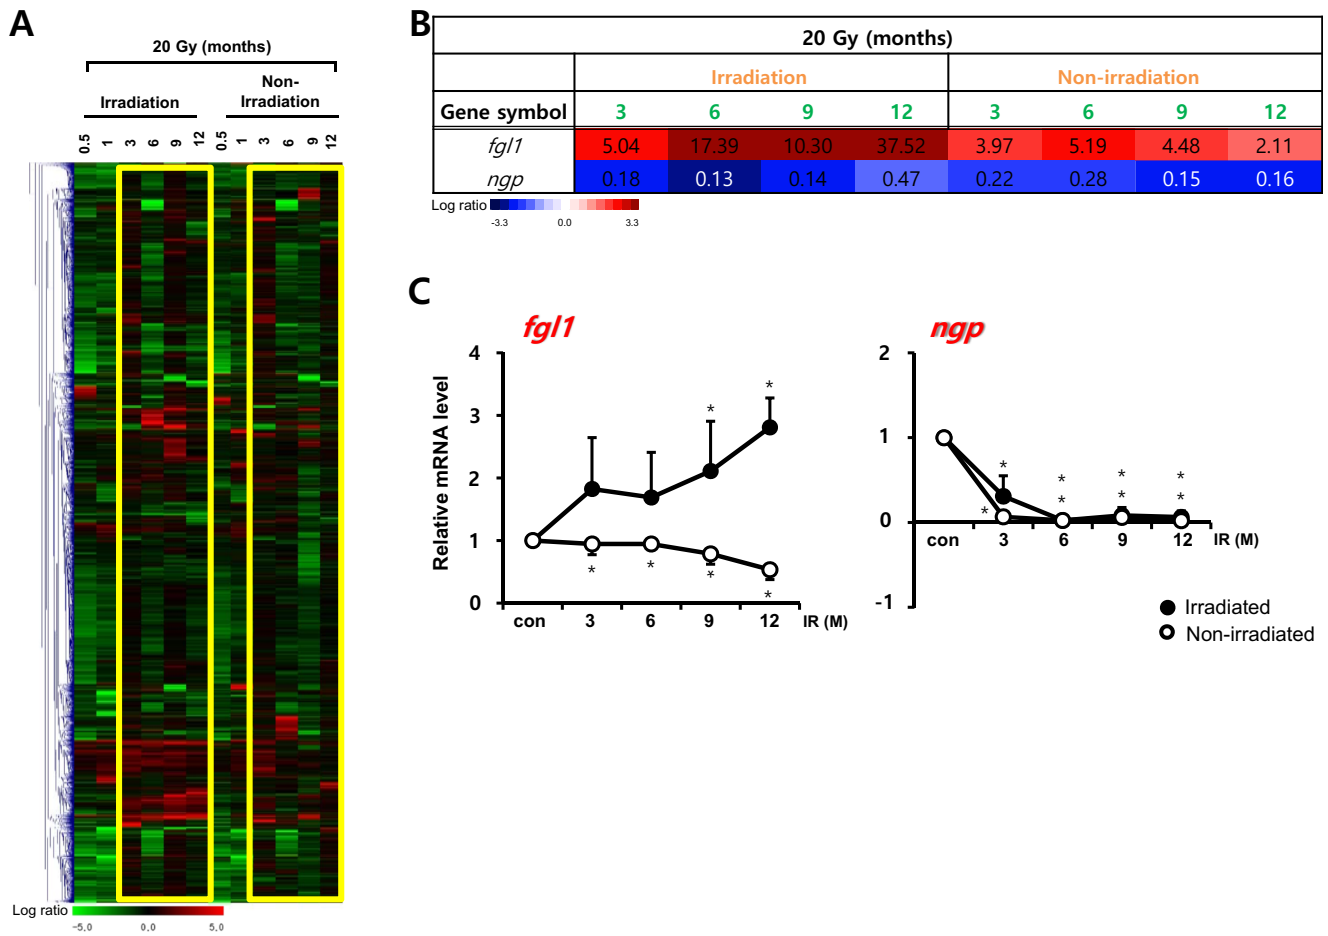 A
20 Gy (months)
Irradiation
Non-
Irradiation
0.5 1 3 6 9 12 0.5 1 3 6 9 12
Log ratio
-5.0 0.0 5.0
B
20 Gy (months)
Irradiation Non-irradiation
Gene symbol 3 6 9 12 3 6 9 12
fgl1 5.04 17.39 10.30 37.52 3.97 5.19 4.48 2.11
ngp 0.18 0.13 0.14 0.47 0.22 0.28 0.15 0.16
Log ratio
-3.3 0.0 3.3
C
fgl1
Relative mRNA level
4
3
2
1
0
* * * * * *
con 3 6 9 12 IR (M)
ngp
2
1
0
-1
* * * * * * * *
con 3 6 9 12 IR (M)
Irradiated
Non-irradiated